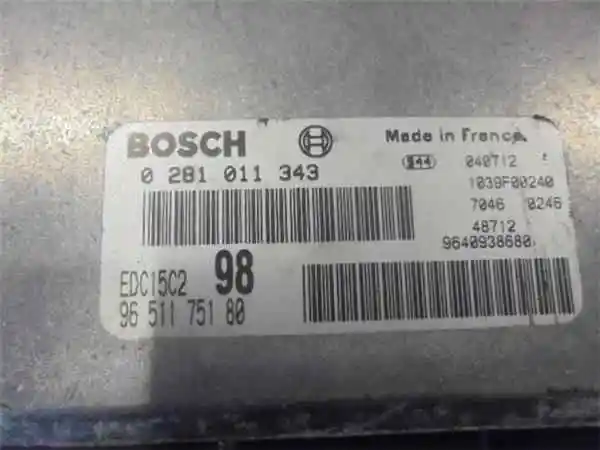 BOSCH
Made in France
0 281 011 343
344 040712
1039F00240
7046 0246
48712
9640938680
EDC15C2 98
96 511 751 80